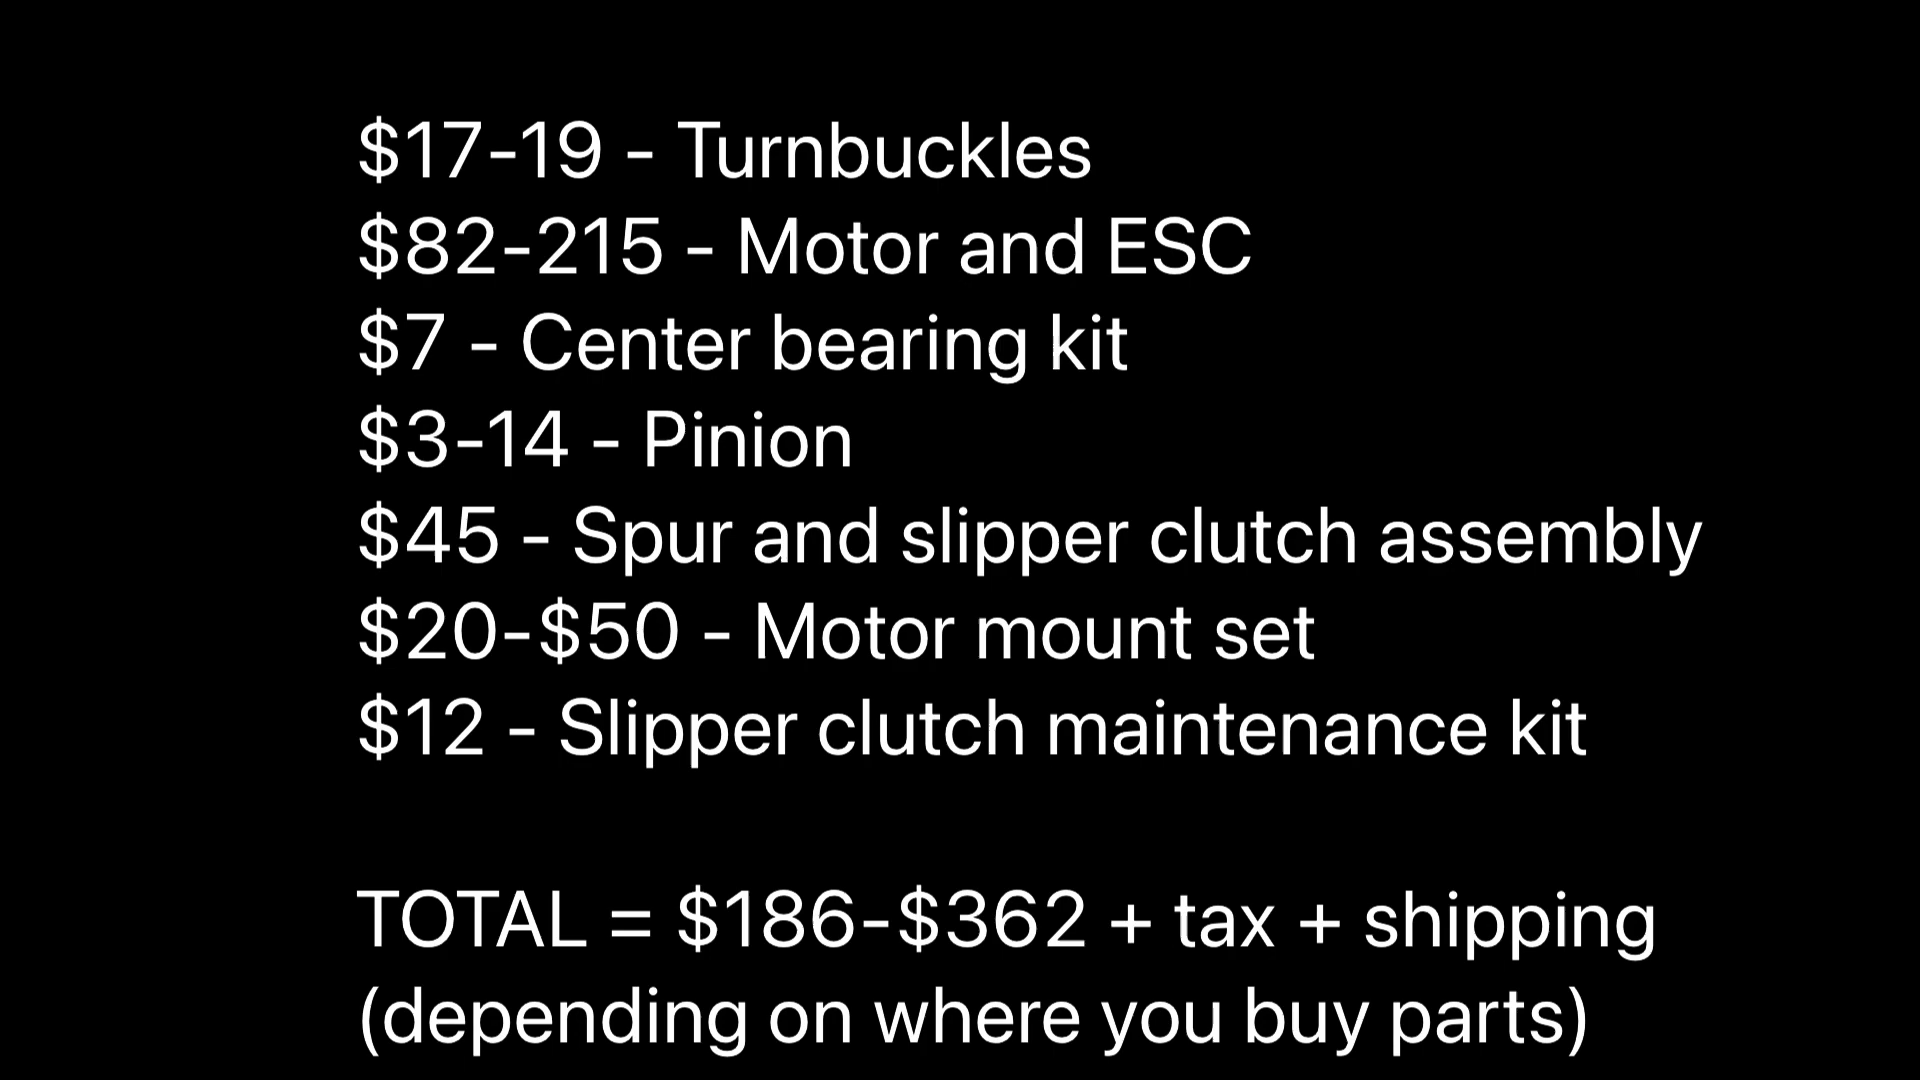 $17-19 - Turnbuckles
$82-215 - Motor and ESC
$7 - Center bearing kit
$3-14 - Pinion
$45 - Spur and slipper clutch assembly
$20-$50 - Motor mount set
$12 - Slipper clutch maintenance kit
TOTAL = $186-$362 + tax + shipping
(depending on where you buy parts)